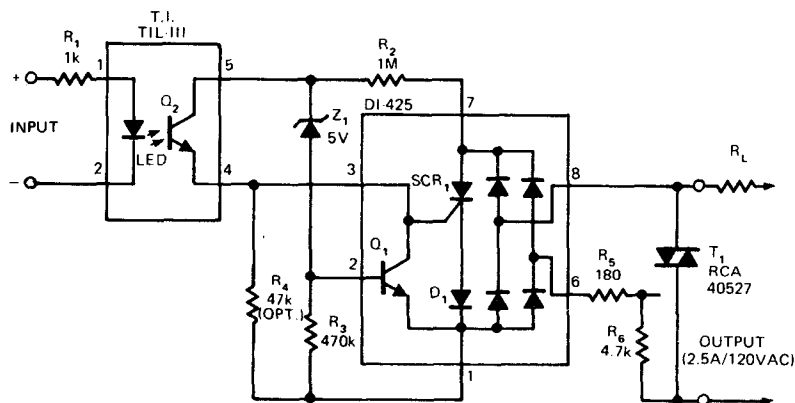 T.I.
TIL-111
R1
1k
1
5
R2
1M
+
INPUT
−
Q2
LED
2
4
Z1
5V
DI-425
7
3
SCR1
8
RL
Q1
2
D1
6
R5
180
T1
RCA
40527
R4
47k
(OPT.)
R3
470k
1
R6
4.7k
OUTPUT
(2.5A/120VAC)